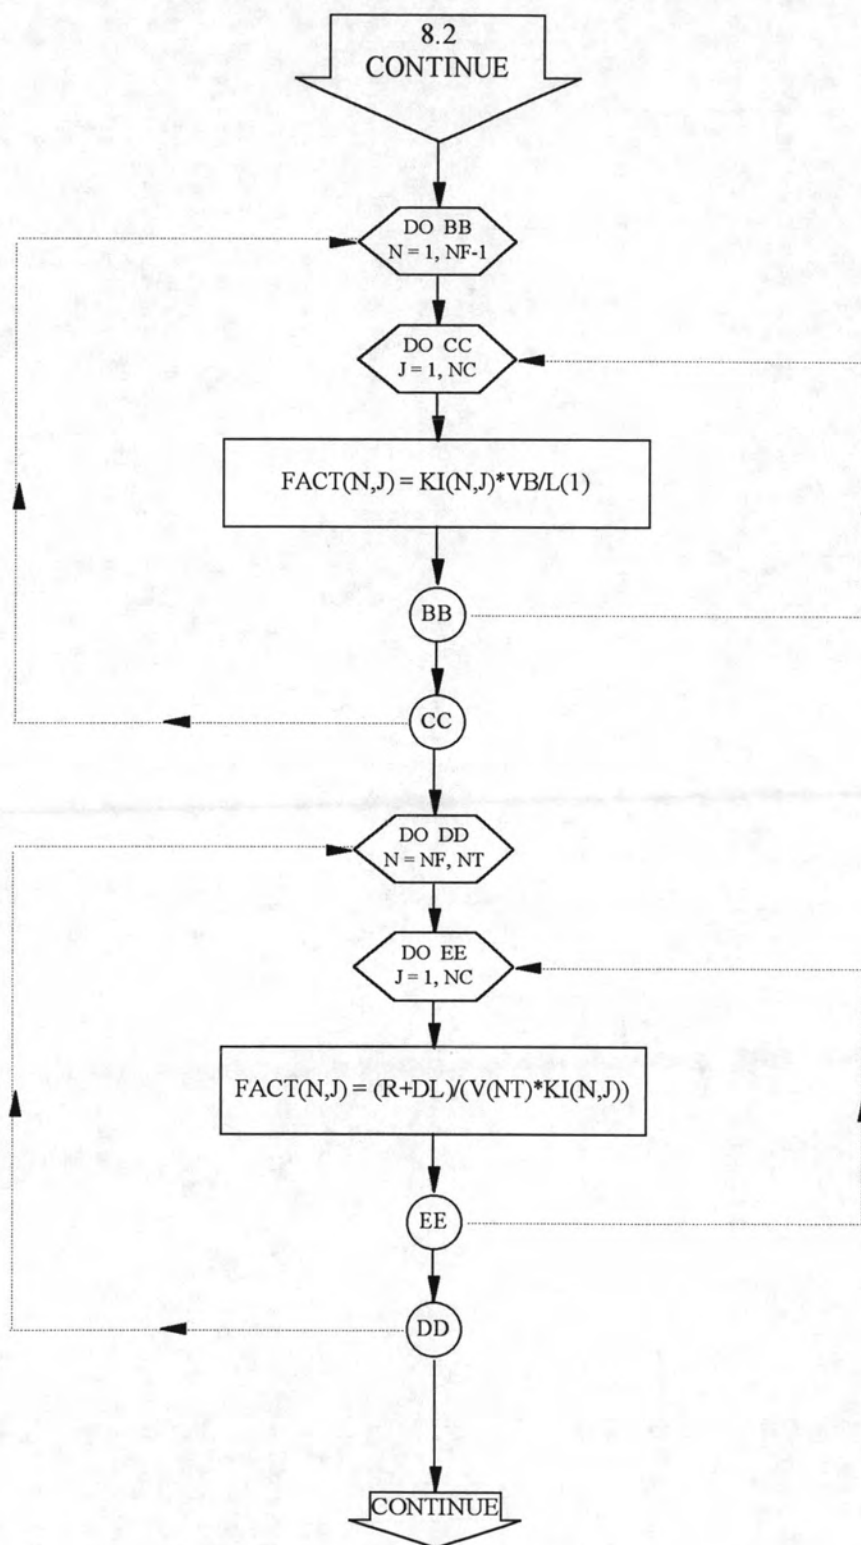 8.2
CONTINUE
DO BB
N = 1, NF-1
DO CC
J = 1, NC
FACT(N,J) = KI(N,J)*VB/L(1)
BB
CC
DO DD
N = NF, NT
DO EE
J = 1, NC
FACT(N,J) = (R+DL)/(V(NT)*KI(N,J))
EE
DD
CONTINUE